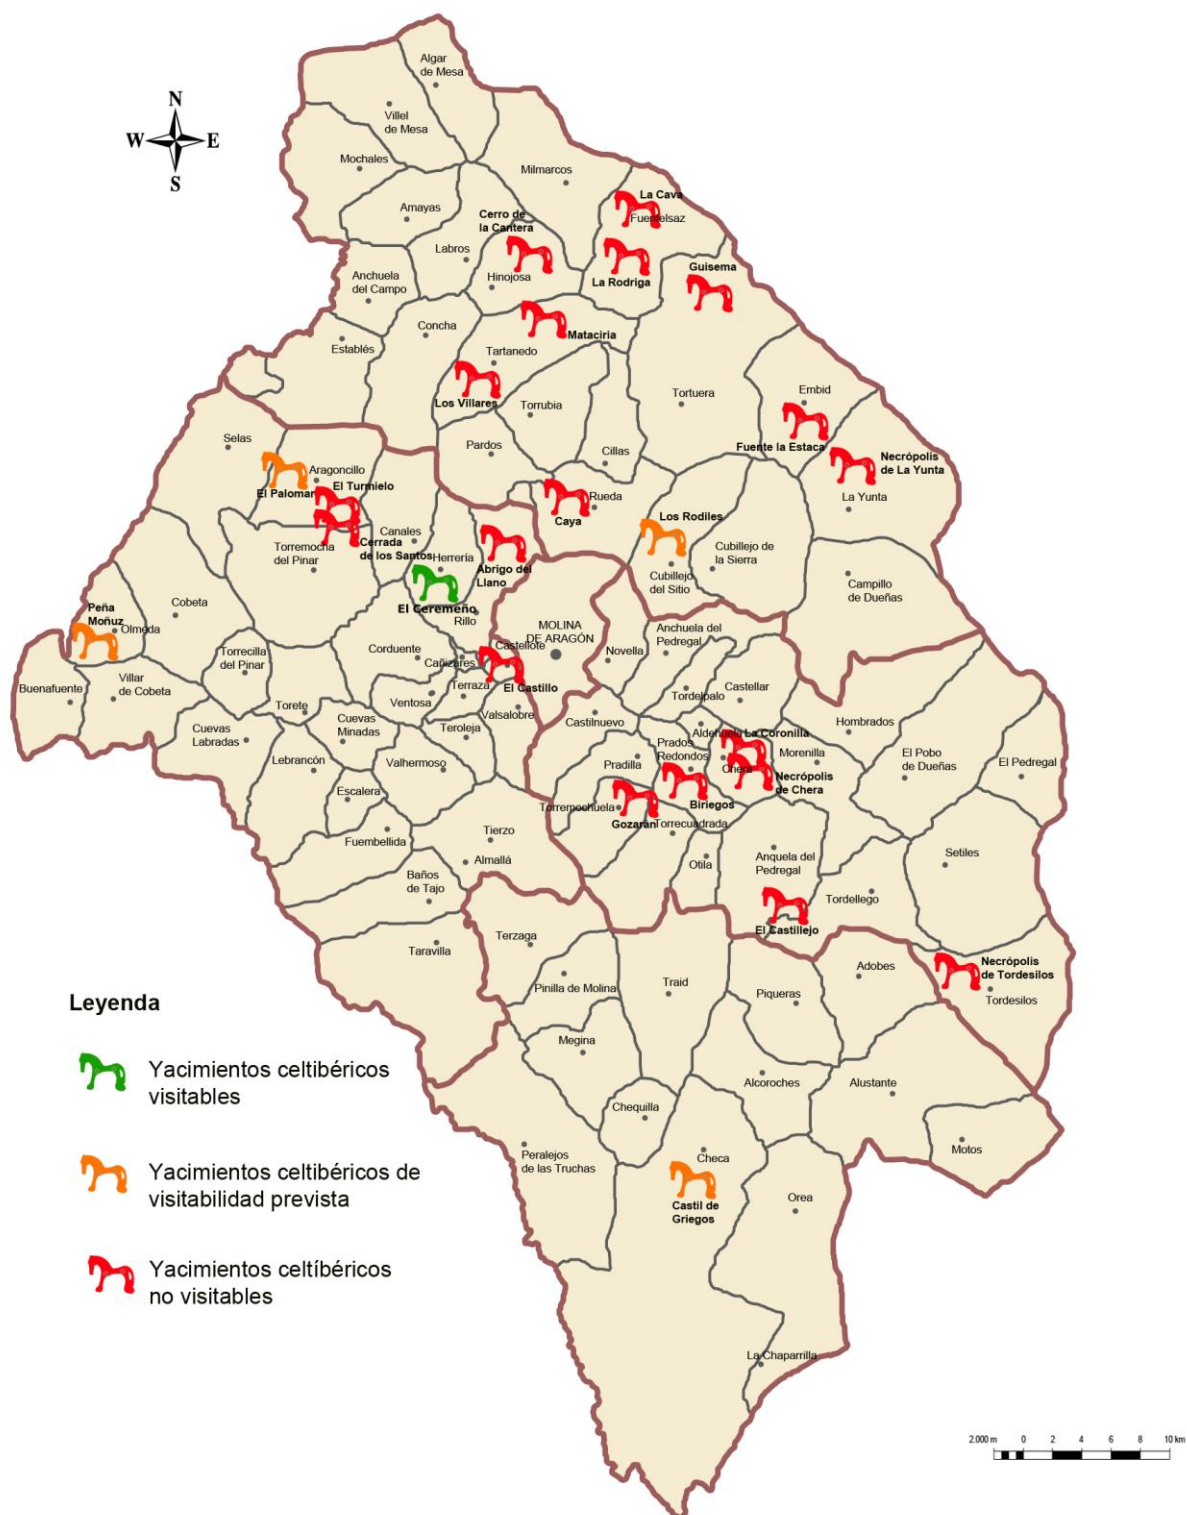 Algar
de Mesa
N
W
E
S
Villel
de Mesa
Mochales
Milmarcos
La Cava
Fuentelsaz
Amayas
Cerro de
la Cantera
Labros
Hinojosa
La Rodriga
Guisema
Anchuela
del Campo
Concha
Establés
Mataciria
Tartanedo
Los Villares
Torrubia
Tortuera
Embid
Fuente la Estaca
Selas
Pardos
Cillas
Necrópolis
de La Yunta
La Yunta
Aragoncillo
El Palomar
El Turmielo
Rueda
Caya
Los Rodiles
Canales
Cerrada
de los Santos
Torremocha
del Pinar
Herrería
Abrigo del
Llano
Cubillejo
del Sitio
Cubillejo de
la Sierra
Campillo
de Dueñas
El Ceremeño
Rillo
Peña
Moñuz
Olmeda
Cobeta
MOLINA
DE ARAGÓN
Anchuela del
Pedregal
Novella
Torrecilla
del Pinar
Corduente
Cañizares
Castellote
El Castillo
Buenafuente
Villar
de Cobeta
Ventosa
Terraza
Tordelpalo
Castellar
Torete
Valsalobre
Cuevas
Labradas
Cuevas
Minadas
Teroleja
Castilnuevo
Hombrados
Aldehuela
La Coronilla
Prados
Redondos
Morenilla
El Pobo
de Dueñas
El Pedregal
Lebrancón
Valhermoso
Pradilla
Chera
Necrópolis
de Chera
Escalera
Torremochuela
Gozarán
Biriegos
Torrecuadrada
Fuembellida
Tierzo
Almallá
Otila
Anquela del
Pedregal
Setiles
Baños
de Tajo
Tordellego
El Castillejo
Taravilla
Terzaga
Adobes
Necrópolis
de Tordesilos
Tordesilos
Pinilla de Molina
Traid
Piqueras
Leyenda
Megina
Yacimientos celtibéricos
visitables
Alcoroches
Alustante
Chequilla
Motos
Peralejos
de las Truchas
Checa
Yacimientos celtibéricos de
visitabilidad prevista
Castil de
Griegos
Orea
Yacimientos celtíbéricos
no visitables
La Chaparrilla
2.000 m 0 2 4 6 8 10 km